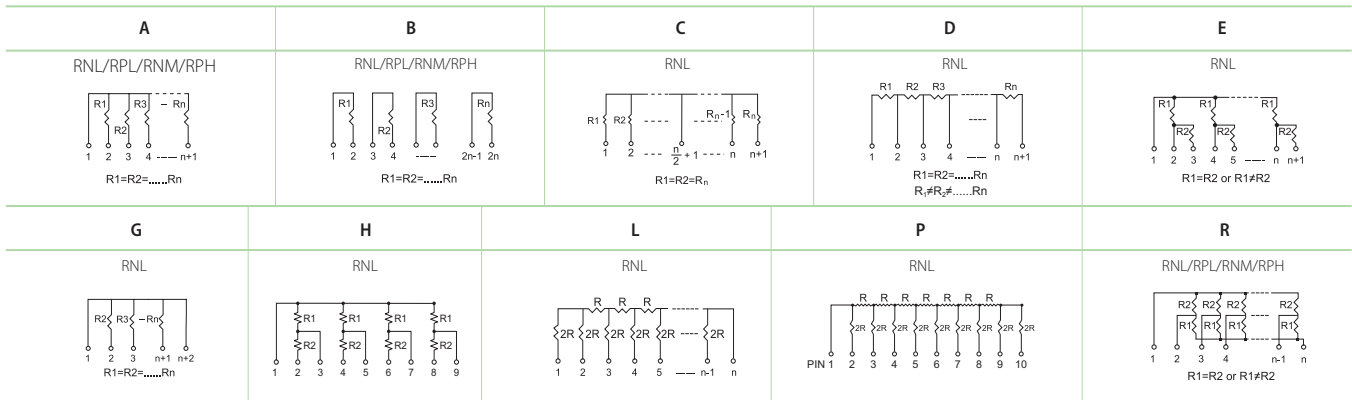 A B C D E
RNL/RPL/RNM/RPH RNL/RPL/RNM/RPH RNL RNL RNL
R1 R3 – Rn
R2
1 2 3 4 ---- n+1
R1=R2=......Rn
R1 R3 Rn
R2
1 2 3 4 ---- 2n-1 2n
R1=R2=......Rn
R1 R2 ---- ---- Rn-1 Rn
1 2 ---- n/2 + 1 ---- n n+1
R1=R2=Rn
R1 R2 R3 ----- Rn
----
1 2 3 4 ---- n n+1
R1=R2=......Rn
R1≠R2≠......Rn
R1 R1 R1
R2 R2 R2
1 2 3 4 5 ---- n n+1
R1=R2 or R1≠R2
G H L P R
RNL RNL RNL RNL RNL/RPL/RNM/RPH
R2 R3 –Rn
1 2 3 n+1 n+2
R1=R2=......Rn
R1 R1 R1 R1
R2 R2 R2 R2
1 2 3 4 5 6 7 8 9
R R R
2R 2R 2R 2R 2R ---- 2R
1 2 3 4 5 ---- n-1 n
R R R R R R R
2R 2R 2R 2R 2R 2R 2R 2R 2R
PIN 1 2 3 4 5 6 7 8 9 10
R2 R2 R2 R2
R1 R1 R1 ---- R1
1 2 3 4 n-1 n
R1=R2 or R1≠R2